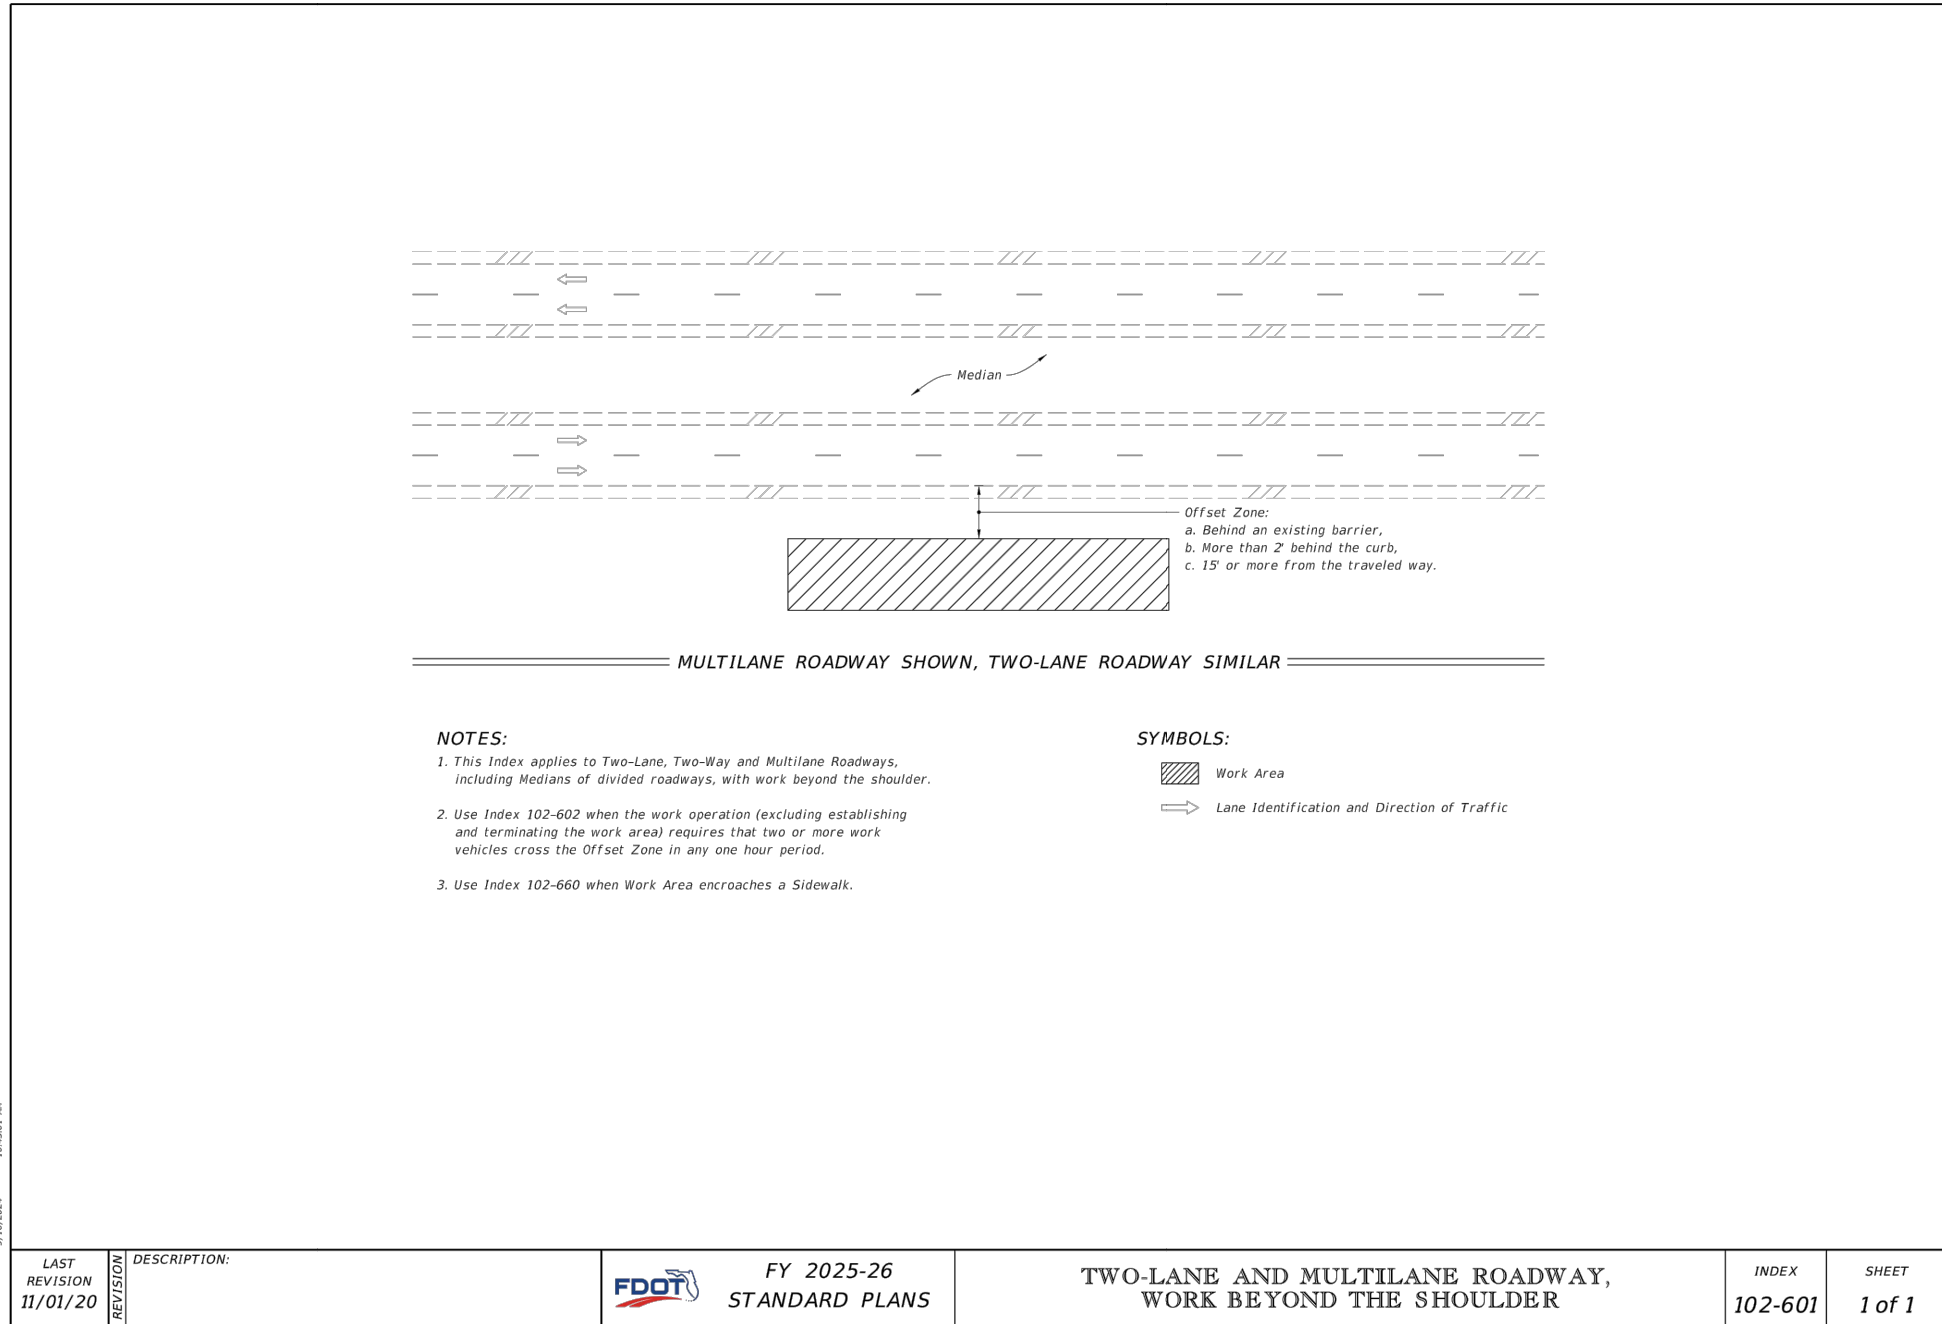 Median
Offset Zone:
a. Behind an existing barrier,
b. More than 2' behind the curb,
c. 15' or more from the traveled way.
MULTILANE ROADWAY SHOWN, TWO-LANE ROADWAY SIMILAR
NOTES:
1. This Index applies to Two-Lane, Two-Way and Multilane Roadways,
including Medians of divided roadways, with work beyond the shoulder.
2. Use Index 102-602 when the work operation (excluding establishing
and terminating the work area) requires that two or more work
vehicles cross the Offset Zone in any one hour period.
3. Use Index 102-660 when Work Area encroaches a Sidewalk.
SYMBOLS:
Work Area
Lane Identification and Direction of Traffic
LAST
REVISION
11/01/20
REVISION
DESCRIPTION:
FDOT
FY 2025-26
STANDARD PLANS
TWO-LANE AND MULTILANE ROADWAY,
WORK BEYOND THE SHOULDER
INDEX
102-601
SHEET
1 of 1